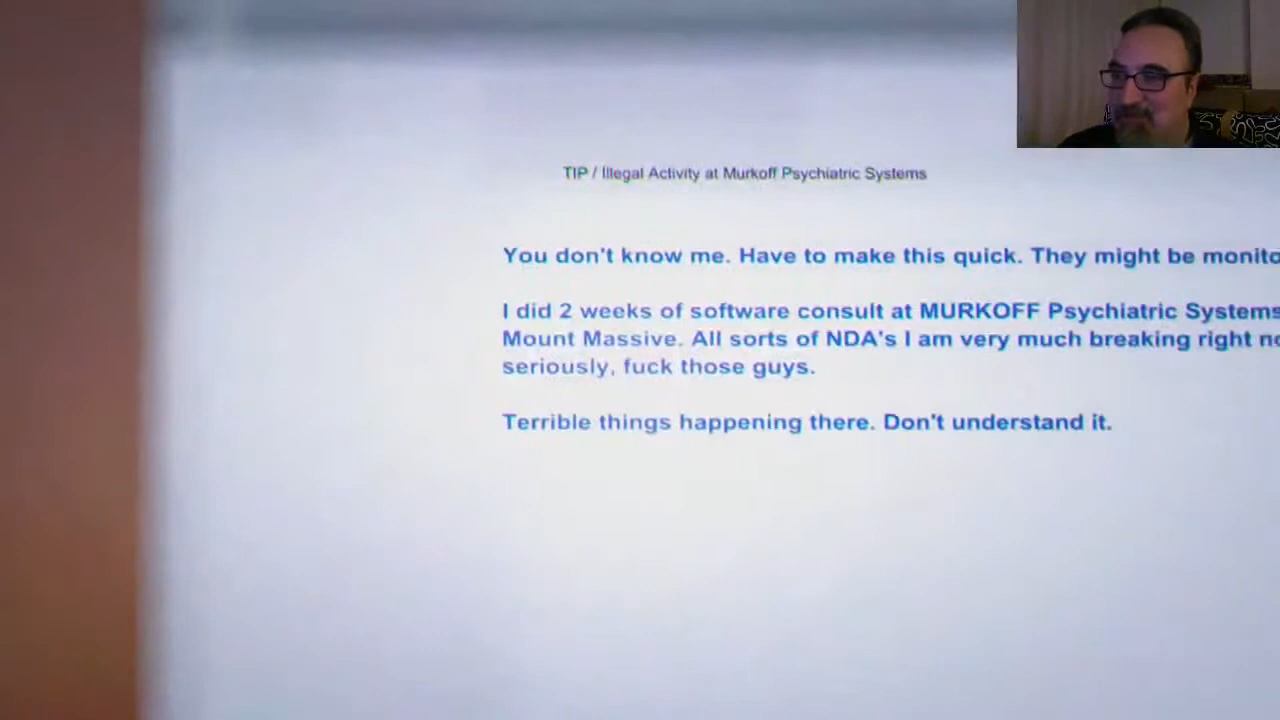 TIP / Illegal Activity at Murkoff Psychiatric Systems
You don't know me. Have to make this quick. They might be monito
I did 2 weeks of software consult at MURKOFF Psychiatric Systems
Mount Massive. All sorts of NDA's I am very much breaking right no
seriously, fuck those guys.
Terrible things happening there. Don't understand it.